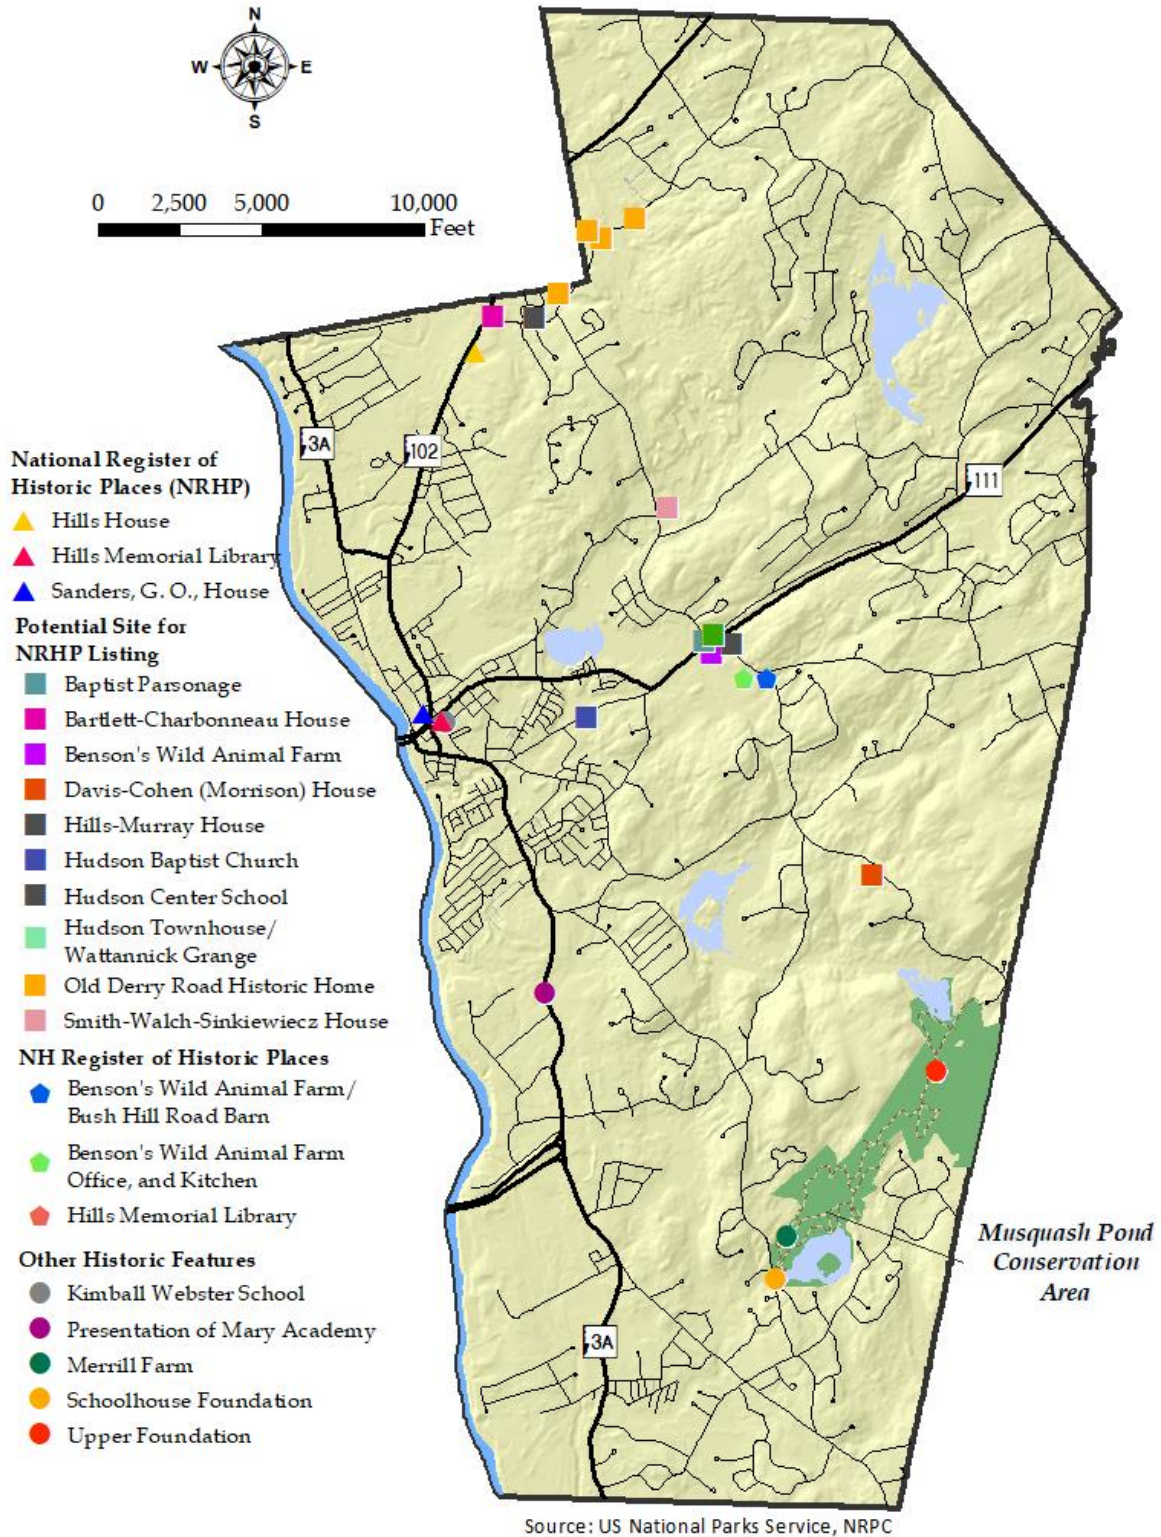 N
W E
S
0 2,500 5,000 10,000
Feet
3A
102
111
National Register of
Historic Places (NRHP)
Hills House
Hills Memorial Library
Sanders, G. O., House
Potential Site for
NRHP Listing
Baptist Parsonage
Bartlett-Charbonneau House
Benson's Wild Animal Farm
Davis-Cohen (Morrison) House
Hills-Murray House
Hudson Baptist Church
Hudson Center School
Hudson Townhouse/
Wattannick Grange
Old Derry Road Historic Home
Smith-Walch-Sinkiewiecz House
NH Register of Historic Places
Benson's Wild Animal Farm/
Bush Hill Road Barn
Benson's Wild Animal Farm
Office, and Kitchen
Hills Memorial Library
Other Historic Features
Kimball Webster School
Presentation of Mary Academy
Merrill Farm
Schoolhouse Foundation
Upper Foundation
Musquash Pond
Conservation
Area
3A
Source: US National Parks Service, NRPC